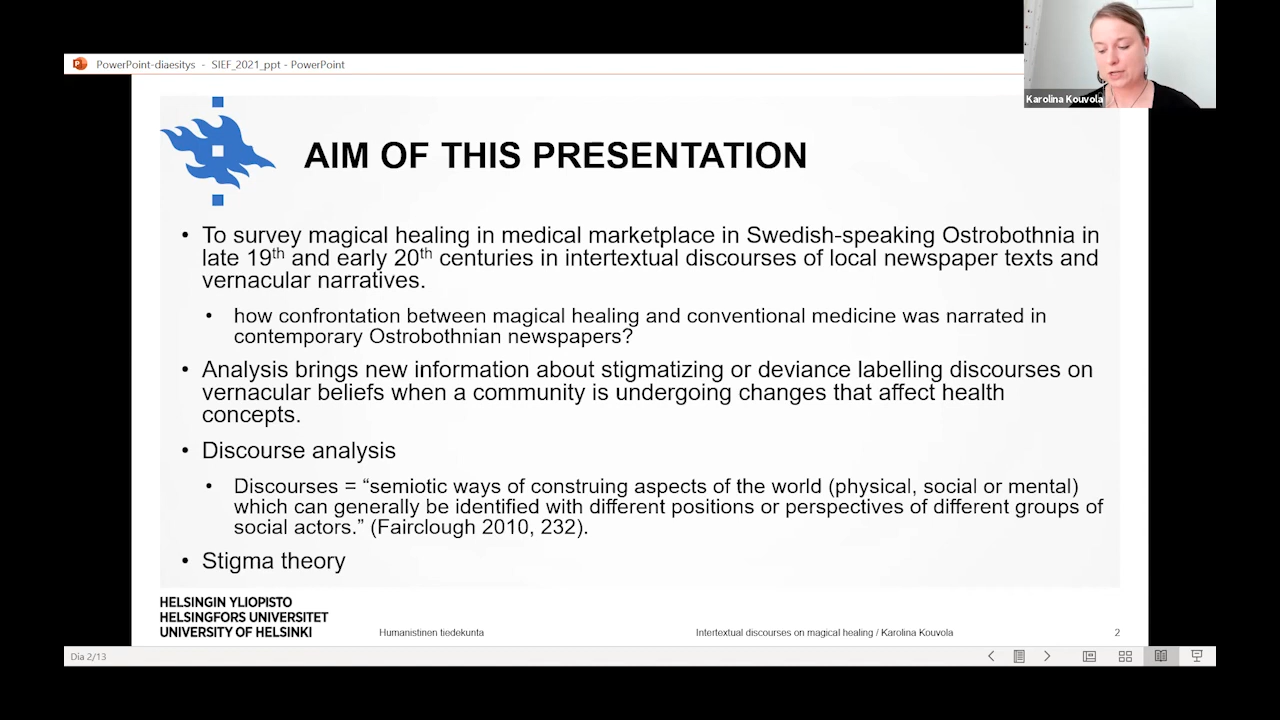 PowerPoint-diaesitys - SIEF_2021_ppt - PowerPoint
Karolina Kouvola
AIM OF THIS PRESENTATION
• To survey magical healing in medical marketplace in Swedish-speaking Ostrobothnia in
late 19th and early 20th centuries in intertextual discourses of local newspaper texts and
vernacular narratives.
• how confrontation between magical healing and conventional medicine was narrated in
contemporary Ostrobothnian newspapers?
• Analysis brings new information about stigmatizing or deviance labelling discourses on
vernacular beliefs when a community is undergoing changes that affect health
concepts.
• Discourse analysis
• Discourses = “semiotic ways of construing aspects of the world (physical, social or mental)
which can generally be identified with different positions or perspectives of different groups of
social actors.” (Fairclough 2010, 232).
• Stigma theory
HELSINGIN YLIOPISTO
HELSINGFORS UNIVERSITET
UNIVERSITY OF HELSINKI
Humanistinen tiedekunta
Intertextual discourses on magical healing / Karolina Kouvola
2
Dia 2/13